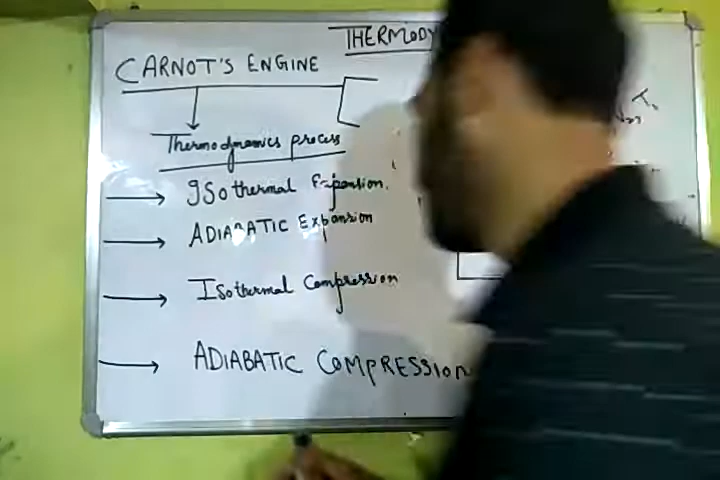 THERMODY
CARNOT'S ENGINE
Thermodynamics process
ISothermal Expansion.
ADIABATIC Expansion
Isothermal Compression
ADIABATIC COMPRESSIOn